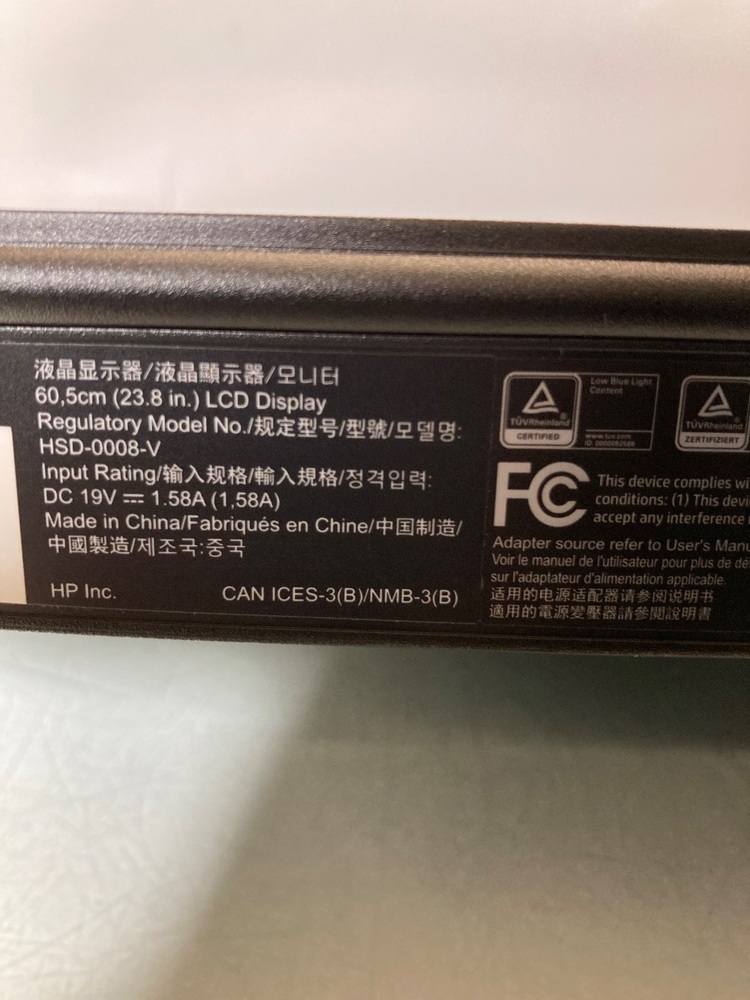 液晶显示器/液晶顯示器/모니터
60,5cm (23.8 in.) LCD Display
Regulatory Model No./规定型号/型號/모델명:
HSD-0008-V
Input Rating/输入规格/輸入規格/정격입력:
DC 19V ⎓ 1.58A (1,58A)
Made in China/Fabriqués en Chine/中国制造/
中國製造/제조국:중국
HP Inc. CAN ICES-3(B)/NMB-3(B)
TÜVRheinland
CERTIFIED
Low Blue Light
Content
www.tuv.com
TÜVRheinland
ZERTIFIZIERT
FC This device complies wi
conditions: (1) This devi
accept any interference
Adapter source refer to User's Manu
Voir le manuel de l'utilisateur pour plus de dé
sur l'adaptateur d'alimentation applicable.
适用的电源适配器请参阅说明书
適用的電源變壓器請參閱說明書